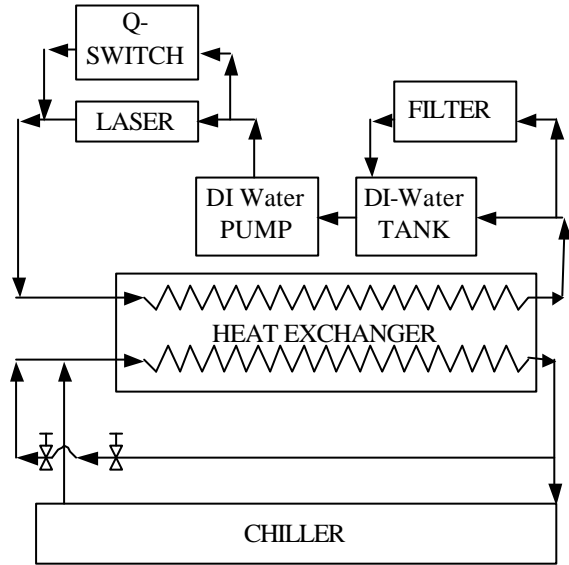 Q-
SWITCH
LASER
FILTER
DI Water
PUMP
DI-Water
TANK
HEAT EXCHANGER
CHILLER